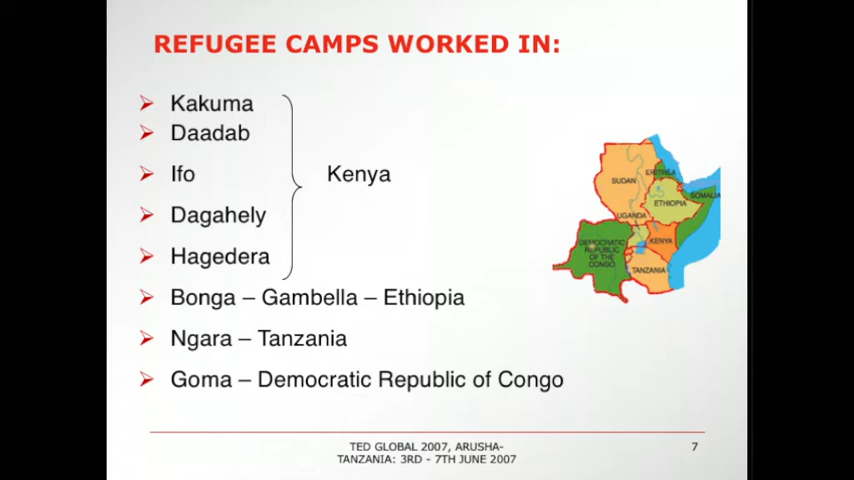 REFUGEE CAMPS WORKED IN:
Kakuma
Daadab
Ifo
Kenya
Dagahely
Hagedera
Bonga – Gambella – Ethiopia
Ngara – Tanzania
Goma – Democratic Republic of Congo
ERITREA
SUDAN
SOMALIA
ETHIOPIA
UGANDA
KENYA
DEMOCRATIC
REPUBLIC
OF THE
CONGO
TANZANIA
TED GLOBAL 2007, ARUSHA-
TANZANIA: 3RD - 7TH JUNE 2007
7